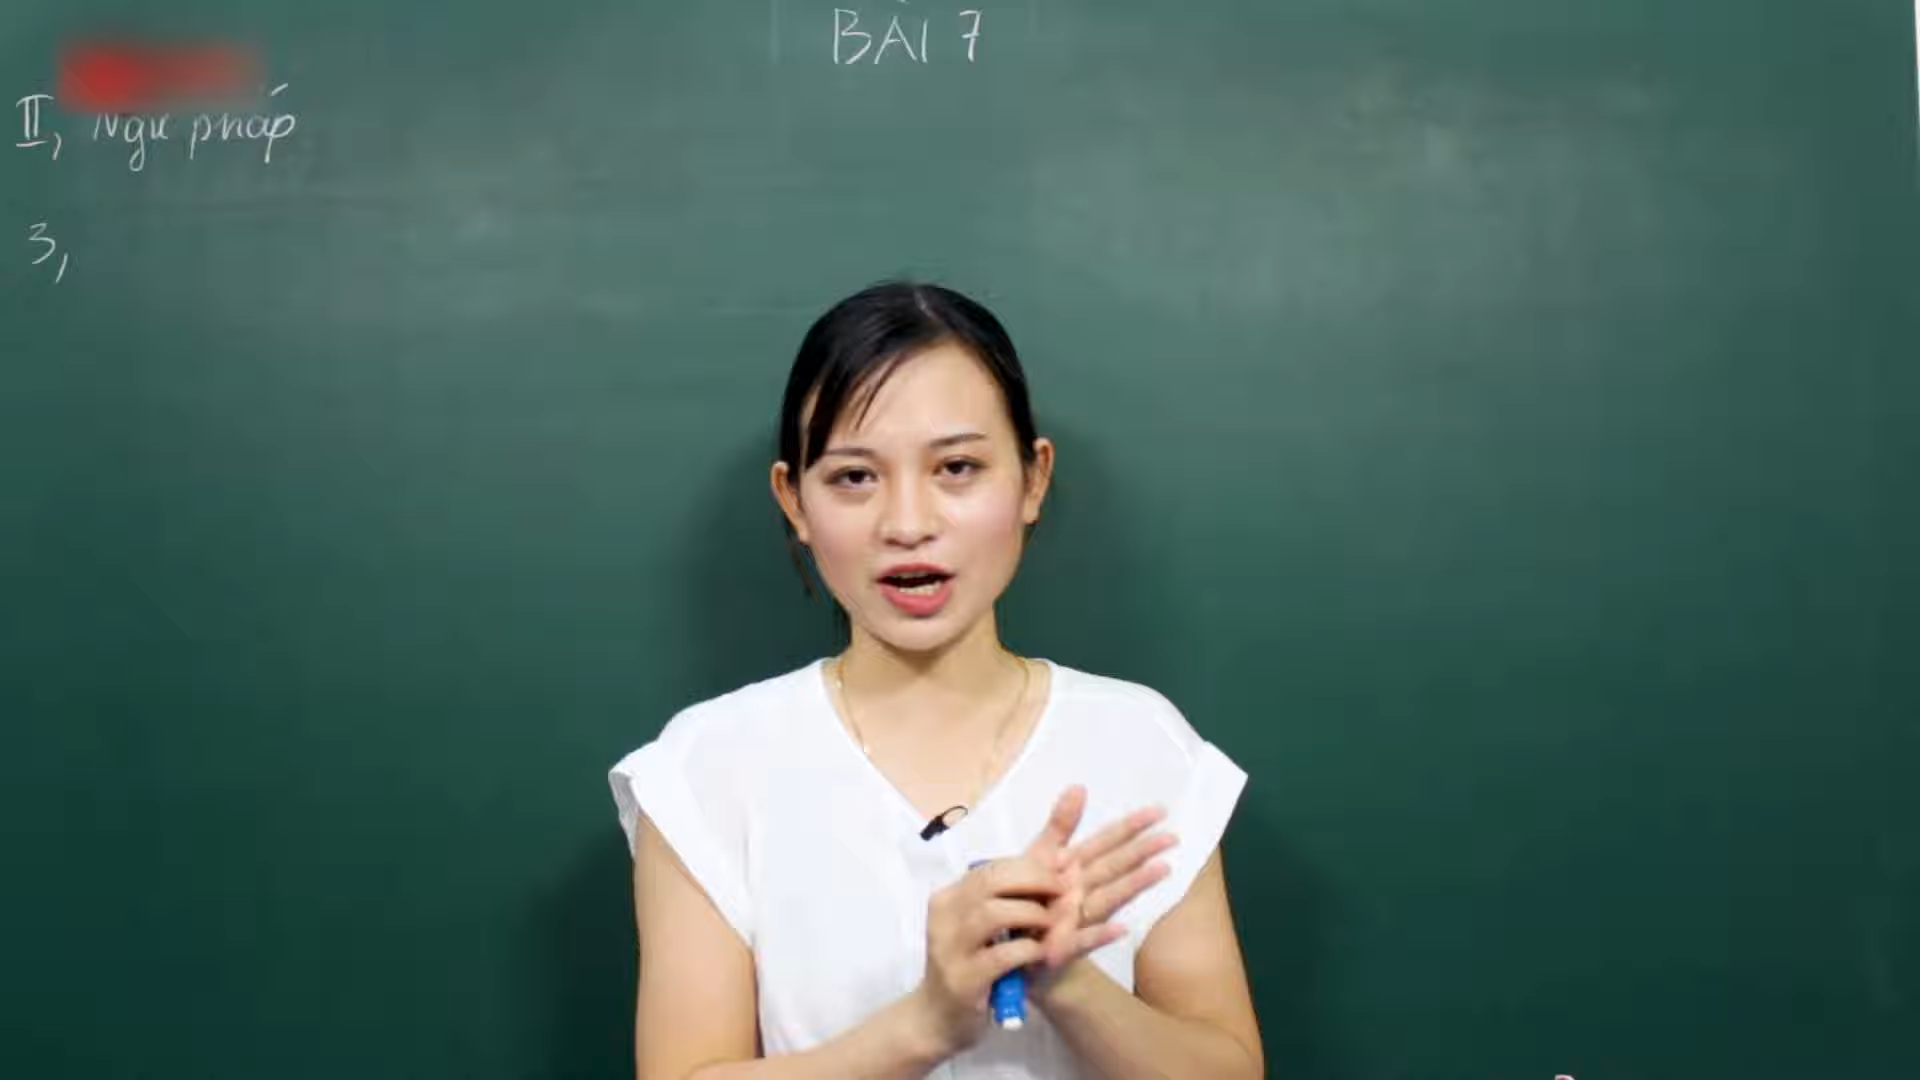 BÀI 7
II, Ngữ pháp
3,